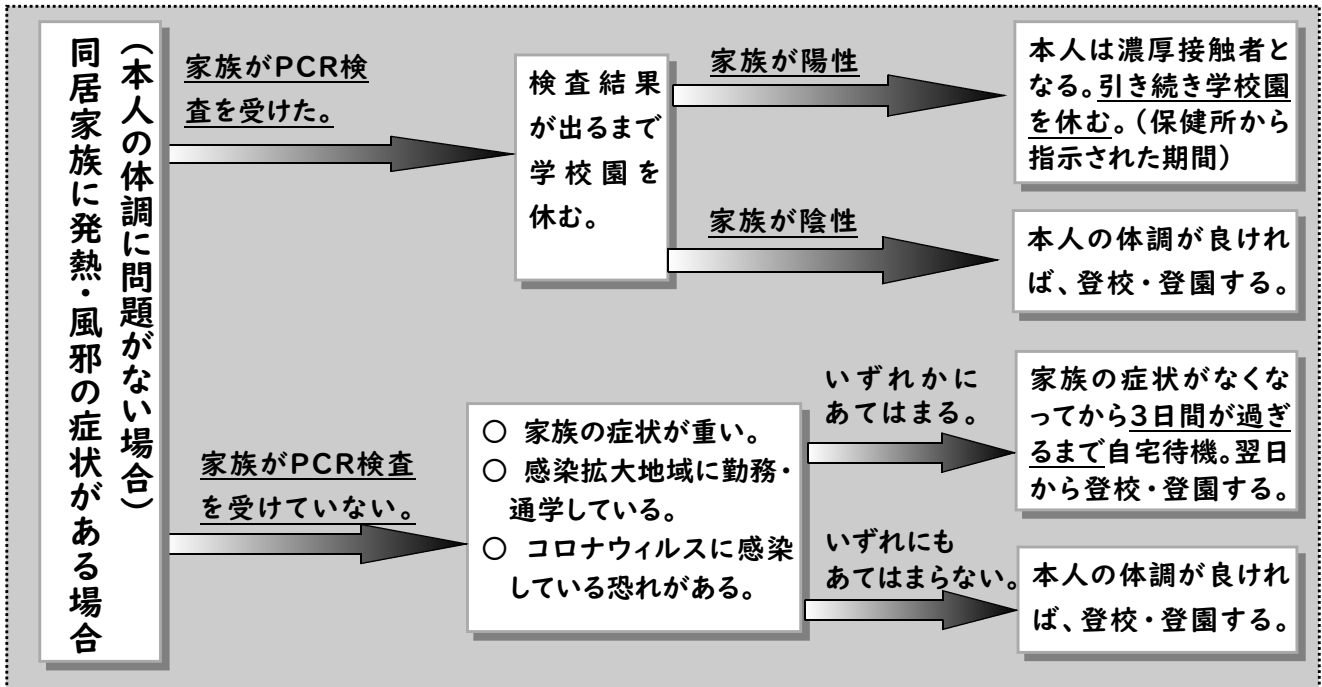 同居家族に発熱・風邪の症状がある場合
(本人の体調に問題がない場合)
家族がPCR検
査を受けた。
検査結果
が出るまで
学校園を
休む。
家族が陽性
本人は濃厚接触者と
なる。引き続き学校園
を休む。(保健所から
指示された期間)
家族が陰性
本人の体調が良けれ
ば、登校・登園する。
家族がPCR検査
を受けていない。
○ 家族の症状が重い。
○ 感染拡大地域に勤務・
通学している。
○ コロナウィルスに感染
している恐れがある。
いずれかに
あてはまる。
家族の症状がなくな
ってから3日間が過ぎ
るまで自宅待機。翌日
から登校・登園する。
いずれにも
あてはまらない。
本人の体調が良けれ
ば、登校・登園する。